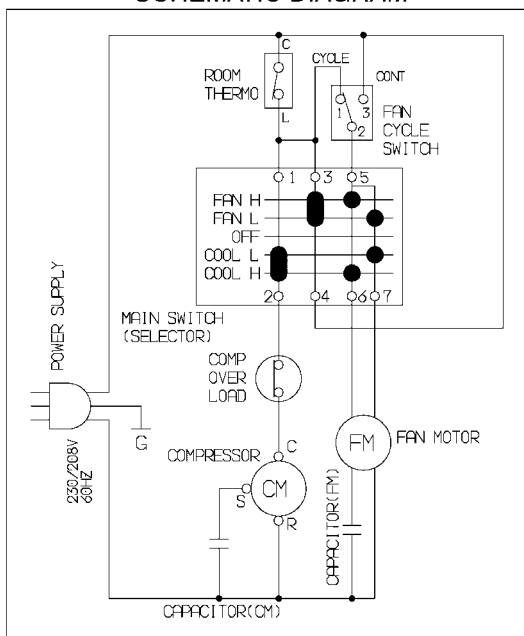 SCHEMATIC DIAGRAM
C
CYCLE
ROOM
THERMO
CONT
1 3
2
FAN
CYCLE
SWITCH
L
1 3 5
FAN H
FAN L
OFF
COOL L
COOL H
2 4 6 7
MAIN SWITCH
(SELECTOR)
POWER SUPPLY
230/208V
60HZ
G
COMP
OVER
LOAD
COMPRESSOR
C
S
CM
R
FM
FAN MOTOR
CAPACITOR(FM)
CAPACITOR(CM)